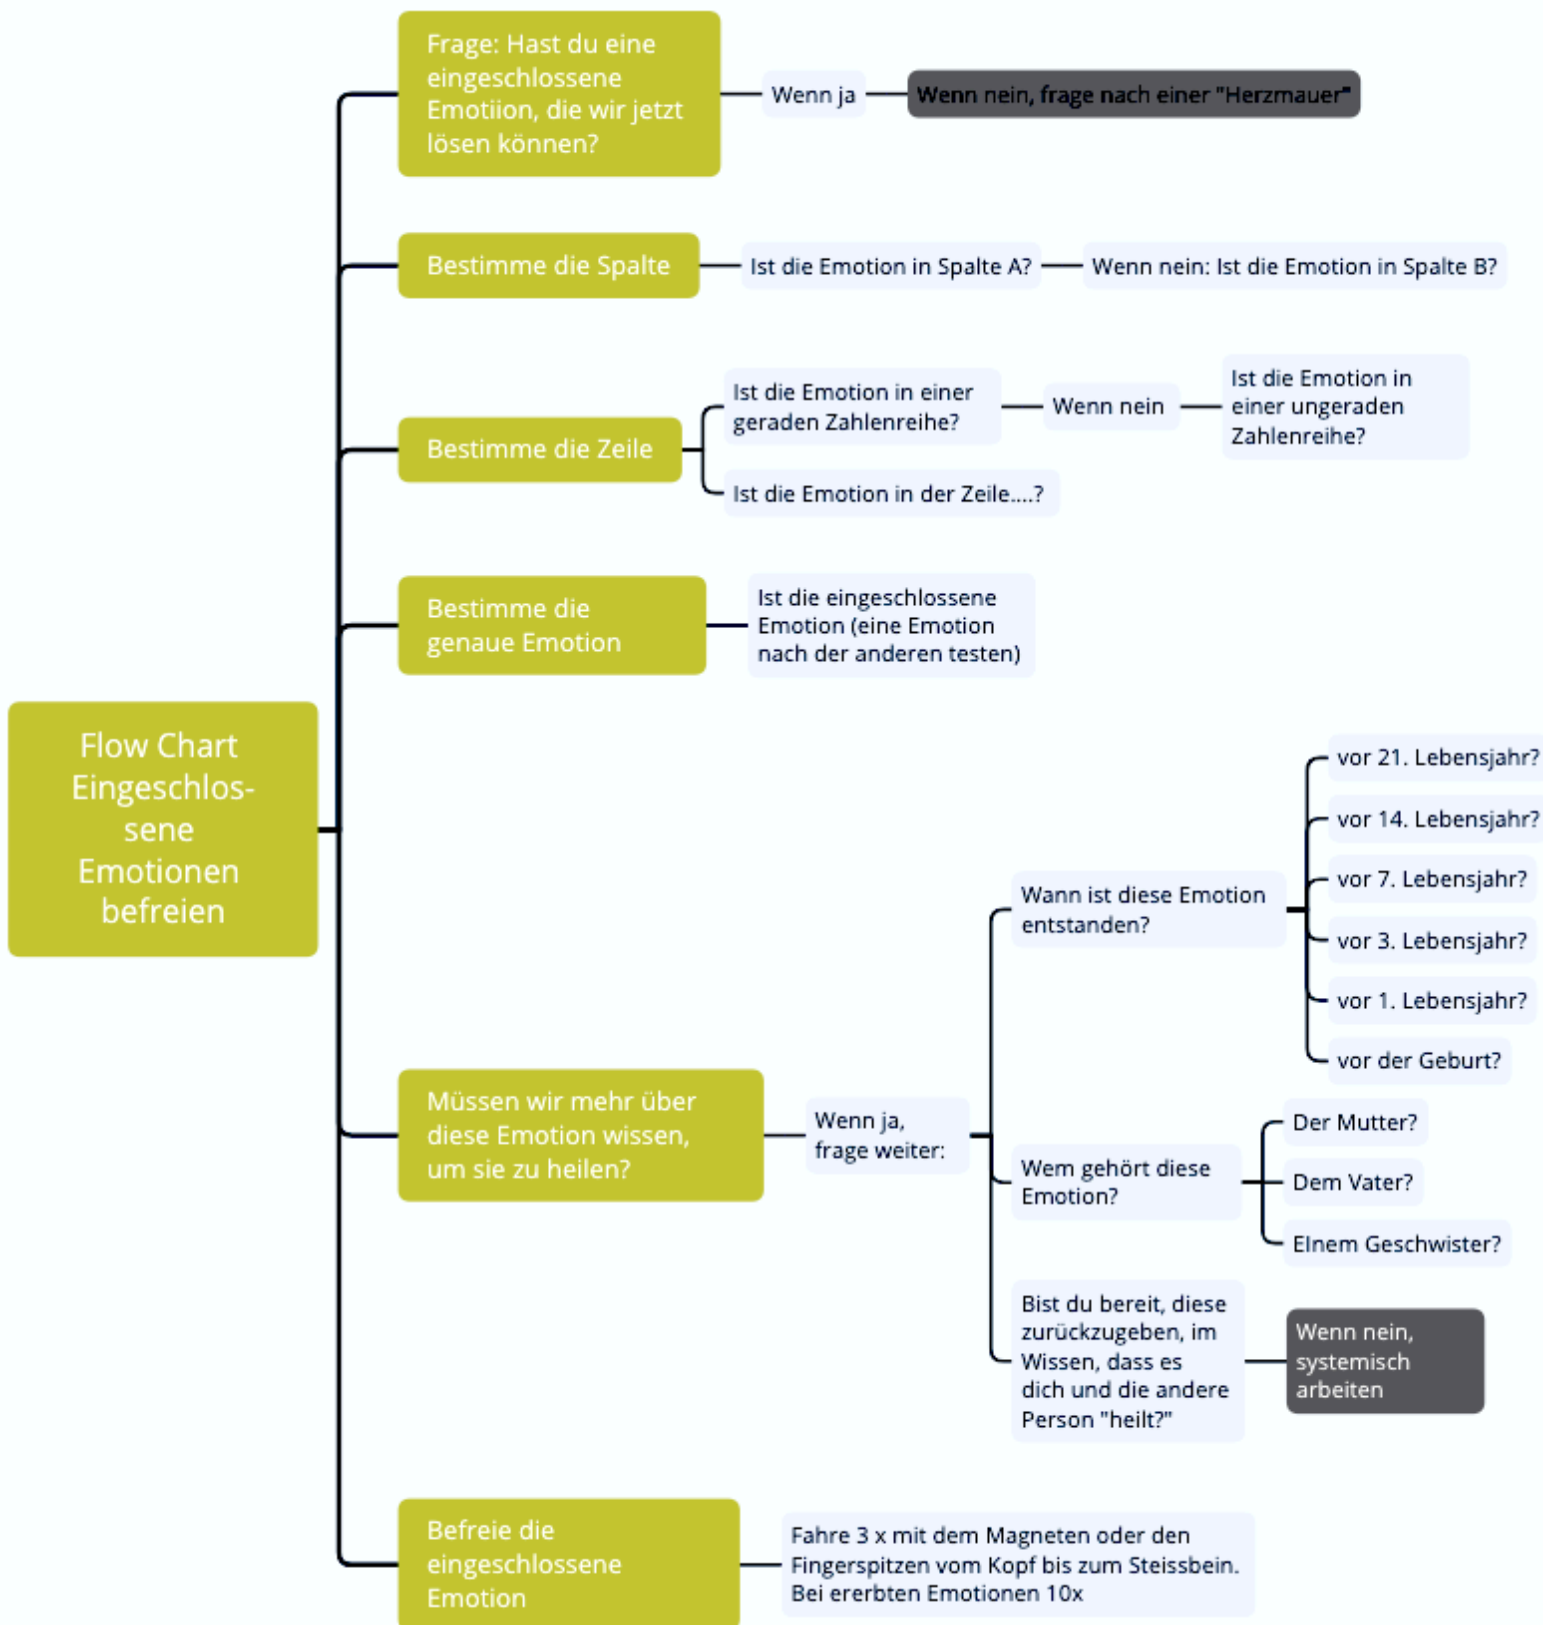 Frage: Hast du eine
eingeschlossene
Emotiion, die wir jetzt
lösen können?
Wenn ja
Wenn nein, frage nach einer "Herzmauer"
Bestimme die Spalte
Ist die Emotion in Spalte A?
Wenn nein: Ist die Emotion in Spalte B?
Bestimme die Zeile
Ist die Emotion in einer
geraden Zahlenreihe?
Wenn nein
Ist die Emotion in
einer ungeraden
Zahlenreihe?
Ist die Emotion in der Zeile....?
Bestimme die
genaue Emotion
Ist die eingeschlossene
Emotion (eine Emotion
nach der anderen testen)
Flow Chart
Eingeschlos-
sene
Emotionen
befreien
Müssen wir mehr über
diese Emotion wissen,
um sie zu heilen?
Wenn ja,
frage weiter:
Wann ist diese Emotion
entstanden?
vor 21. Lebensjahr?
vor 14. Lebensjahr?
vor 7. Lebensjahr?
vor 3. Lebensjahr?
vor 1. Lebensjahr?
vor der Geburt?
Wem gehört diese
Emotion?
Der Mutter?
Dem Vater?
EInem Geschwister?
Bist du bereit, diese
zurückzugeben, im
Wissen, dass es
dich und die andere
Person "heilt?"
Wenn nein,
systemisch
arbeiten
Befreie die
eingeschlossene
Emotion
Fahre 3 x mit dem Magneten oder den
Fingerspitzen vom Kopf bis zum Steissbein.
Bei ererbten Emotionen 10x